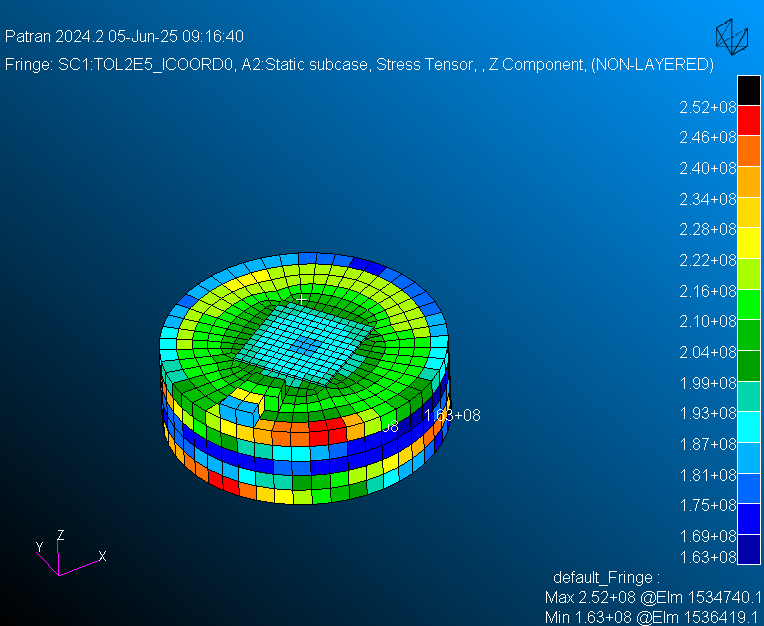 Patran 2024.2 05-Jun-25 09:16:40
Fringe: SC1:TOL2E5_ICOORD0, A2:Static subcase, Stress Tensor, , Z Component, (NON-LAYERED)
2.52+08
2.46+08
2.40+08
2.34+08
2.28+08
2.22+08
2.16+08
2.10+08
2.04+08
1.99+08
1.93+08
1.87+08
1.81+08
1.75+08
1.69+08
1.63+08
1.63+08
08
Z
Y
X
default_Fringe :
Max 2.52+08 @Elm 1534740.1
Min 1.63+08 @Elm 1536419.1